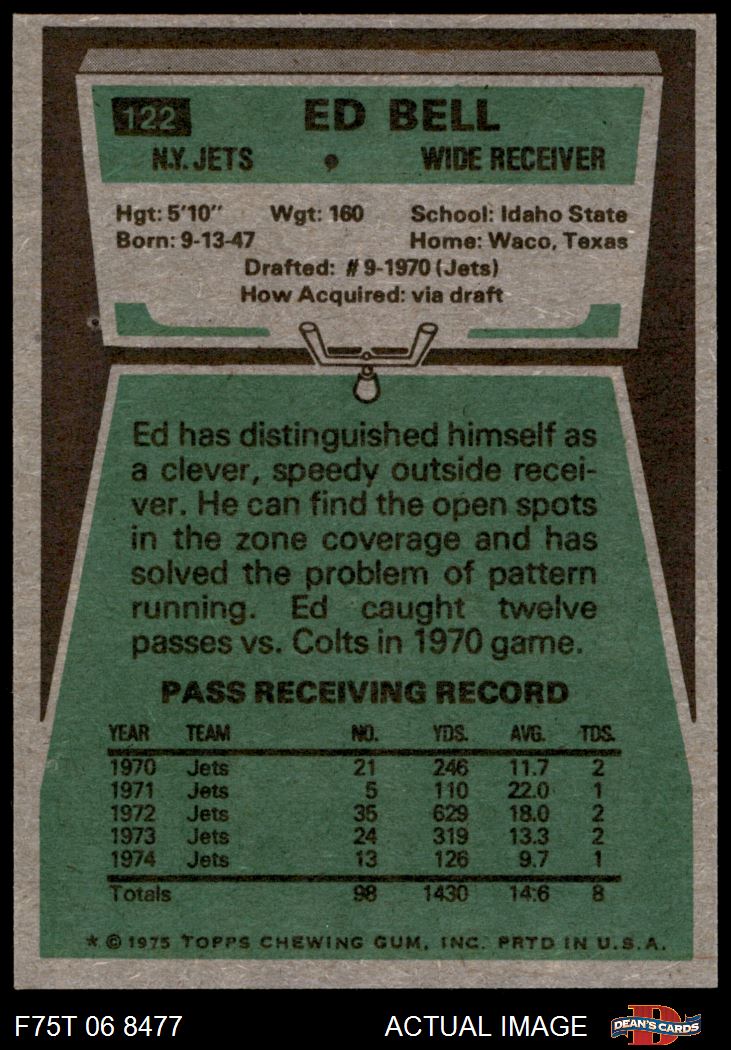 122
ED BELL
N.Y. JETS • WIDE RECEIVER
Hgt: 5'10" Wgt: 160 School: Idaho State
Born: 9-13-47 Home: Waco, Texas
Drafted: #9-1970 (Jets)
How Acquired: via draft
Ed has distinguished himself as
a clever, speedy outside recei-
ver. He can find the open spots
in the zone coverage and has
solved the problem of pattern
running. Ed caught twelve
passes vs. Colts in 1970 game.
PASS RECEIVING RECORD
YEAR TEAM NO. YDS. AVG. TDS.
1970 Jets 21 246 11.7 2
1971 Jets 5 110 22.0 1
1972 Jets 35 629 18.0 2
1973 Jets 24 319 13.3 2
1974 Jets 13 126 9.7 1
Totals 98 1430 14.6 8
* © 1975 TOPPS CHEWING GUM, INC. PRTD IN U.S.A.
F75T 06 8477 ACTUAL IMAGE
D
DEAN'S CARDS